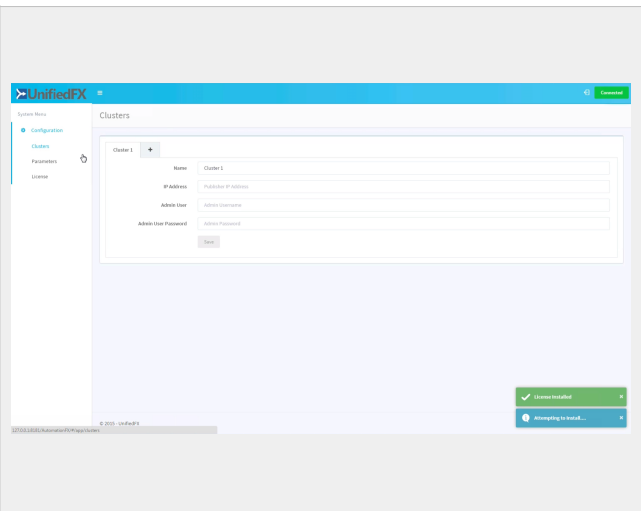 UnifiedFX
Connected
System Menu
Configuration
Clusters
Parameters
License
Clusters
Cluster 1 +
Name Cluster 1
IP Address Publisher IP Address
Admin User Admin Username
Admin User Password Admin Password
Save
License Installed ×
Attempting to Install.... ×
© 2015 - UnifiedFX